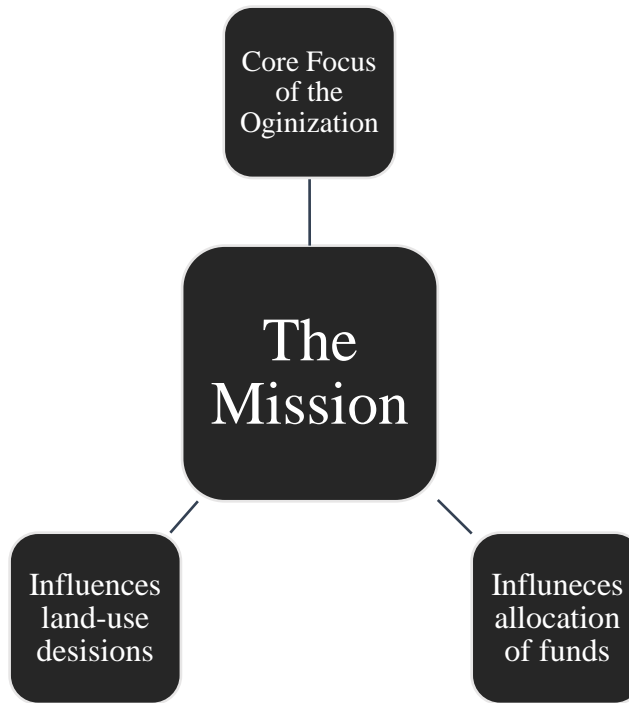 Core Focus
of the
Oginization
The
Mission
Influences
land-use
desisions
Influneces
allocation
of funds